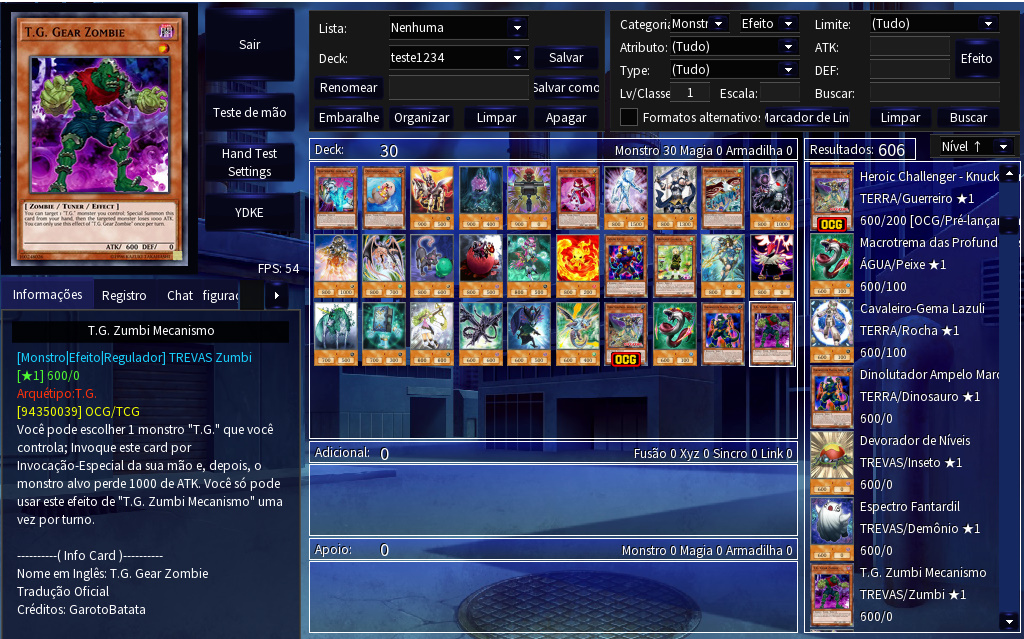 T.G. GEAR ZOMBIE
[ ZOMBIE / TUNER / EFFECT ]
You can target 1 "T.G." monster you control; Special Summon this
card from your hand, then the targeted monster loses 1000 ATK.
You can only use this effect of "T.G. Gear Zombie" once per turn.
ATK/ 600 DEF/ 0
Sair
Teste de mão
Hand Test
Settings
YDKE
FPS: 54
Informações
Registro
Chat
figuraç
T.G. Zumbi Mecanismo
[Monstro|Efeito|Regulador] TREVAS Zumbi
[★1] 600/0
Arquétipo:T.G.
[94350039] OCG/TCG
Você pode escolher 1 monstro "T.G." que você
controla; Invoque este card por
Invocação-Especial da sua mão e, depois, o
monstro alvo perde 1000 de ATK. Você só pode
usar este efeito de "T.G. Zumbi Mecanismo" uma
vez por turno.
----------( Info Card )----------
Nome em Inglês: T.G. Gear Zombie
Tradução Oficial
Créditos: GarotoBatata
Lista:
Nenhuma
Deck:
teste1234
Salvar
Renomear
Salvar como
Embaralhe
Organizar
Limpar
Apagar
Categoria
Monstr
Efeito
Limite:
(Tudo)
Atributo:
(Tudo)
ATK:
Efeito
Type:
(Tudo)
DEF:
Lv/Classe
1
Escala:
Buscar:
Formatos alternativo:
Marcador de Lin
Limpar
Buscar
Deck:
30
Monstro 30 Magia 0 Armadilha 0
OCG
Adicional:
0
Fusão 0 Xyz 0 Sincro 0 Link 0
Apoio:
0
Monstro 0 Magia 0 Armadilha 0
Resultados:
606
Nível ↑
Heroic Challenger - Knuck
TERRA/Guerreiro ★1
600/200 [OCG/Pré-lançar
OCG
Macrotrema das Profund
ÁGUA/Peixe ★1
600/100
Cavaleiro-Gema Lazuli
TERRA/Rocha ★1
600/100
Dinolutador Ampelo Marc
TERRA/Dinosauro ★1
600/0
Devorador de Níveis
TREVAS/Inseto ★1
600/0
Espectro Fantardil
TREVAS/Demônio ★1
600/0
T.G. Zumbi Mecanismo
TREVAS/Zumbi ★1
600/0